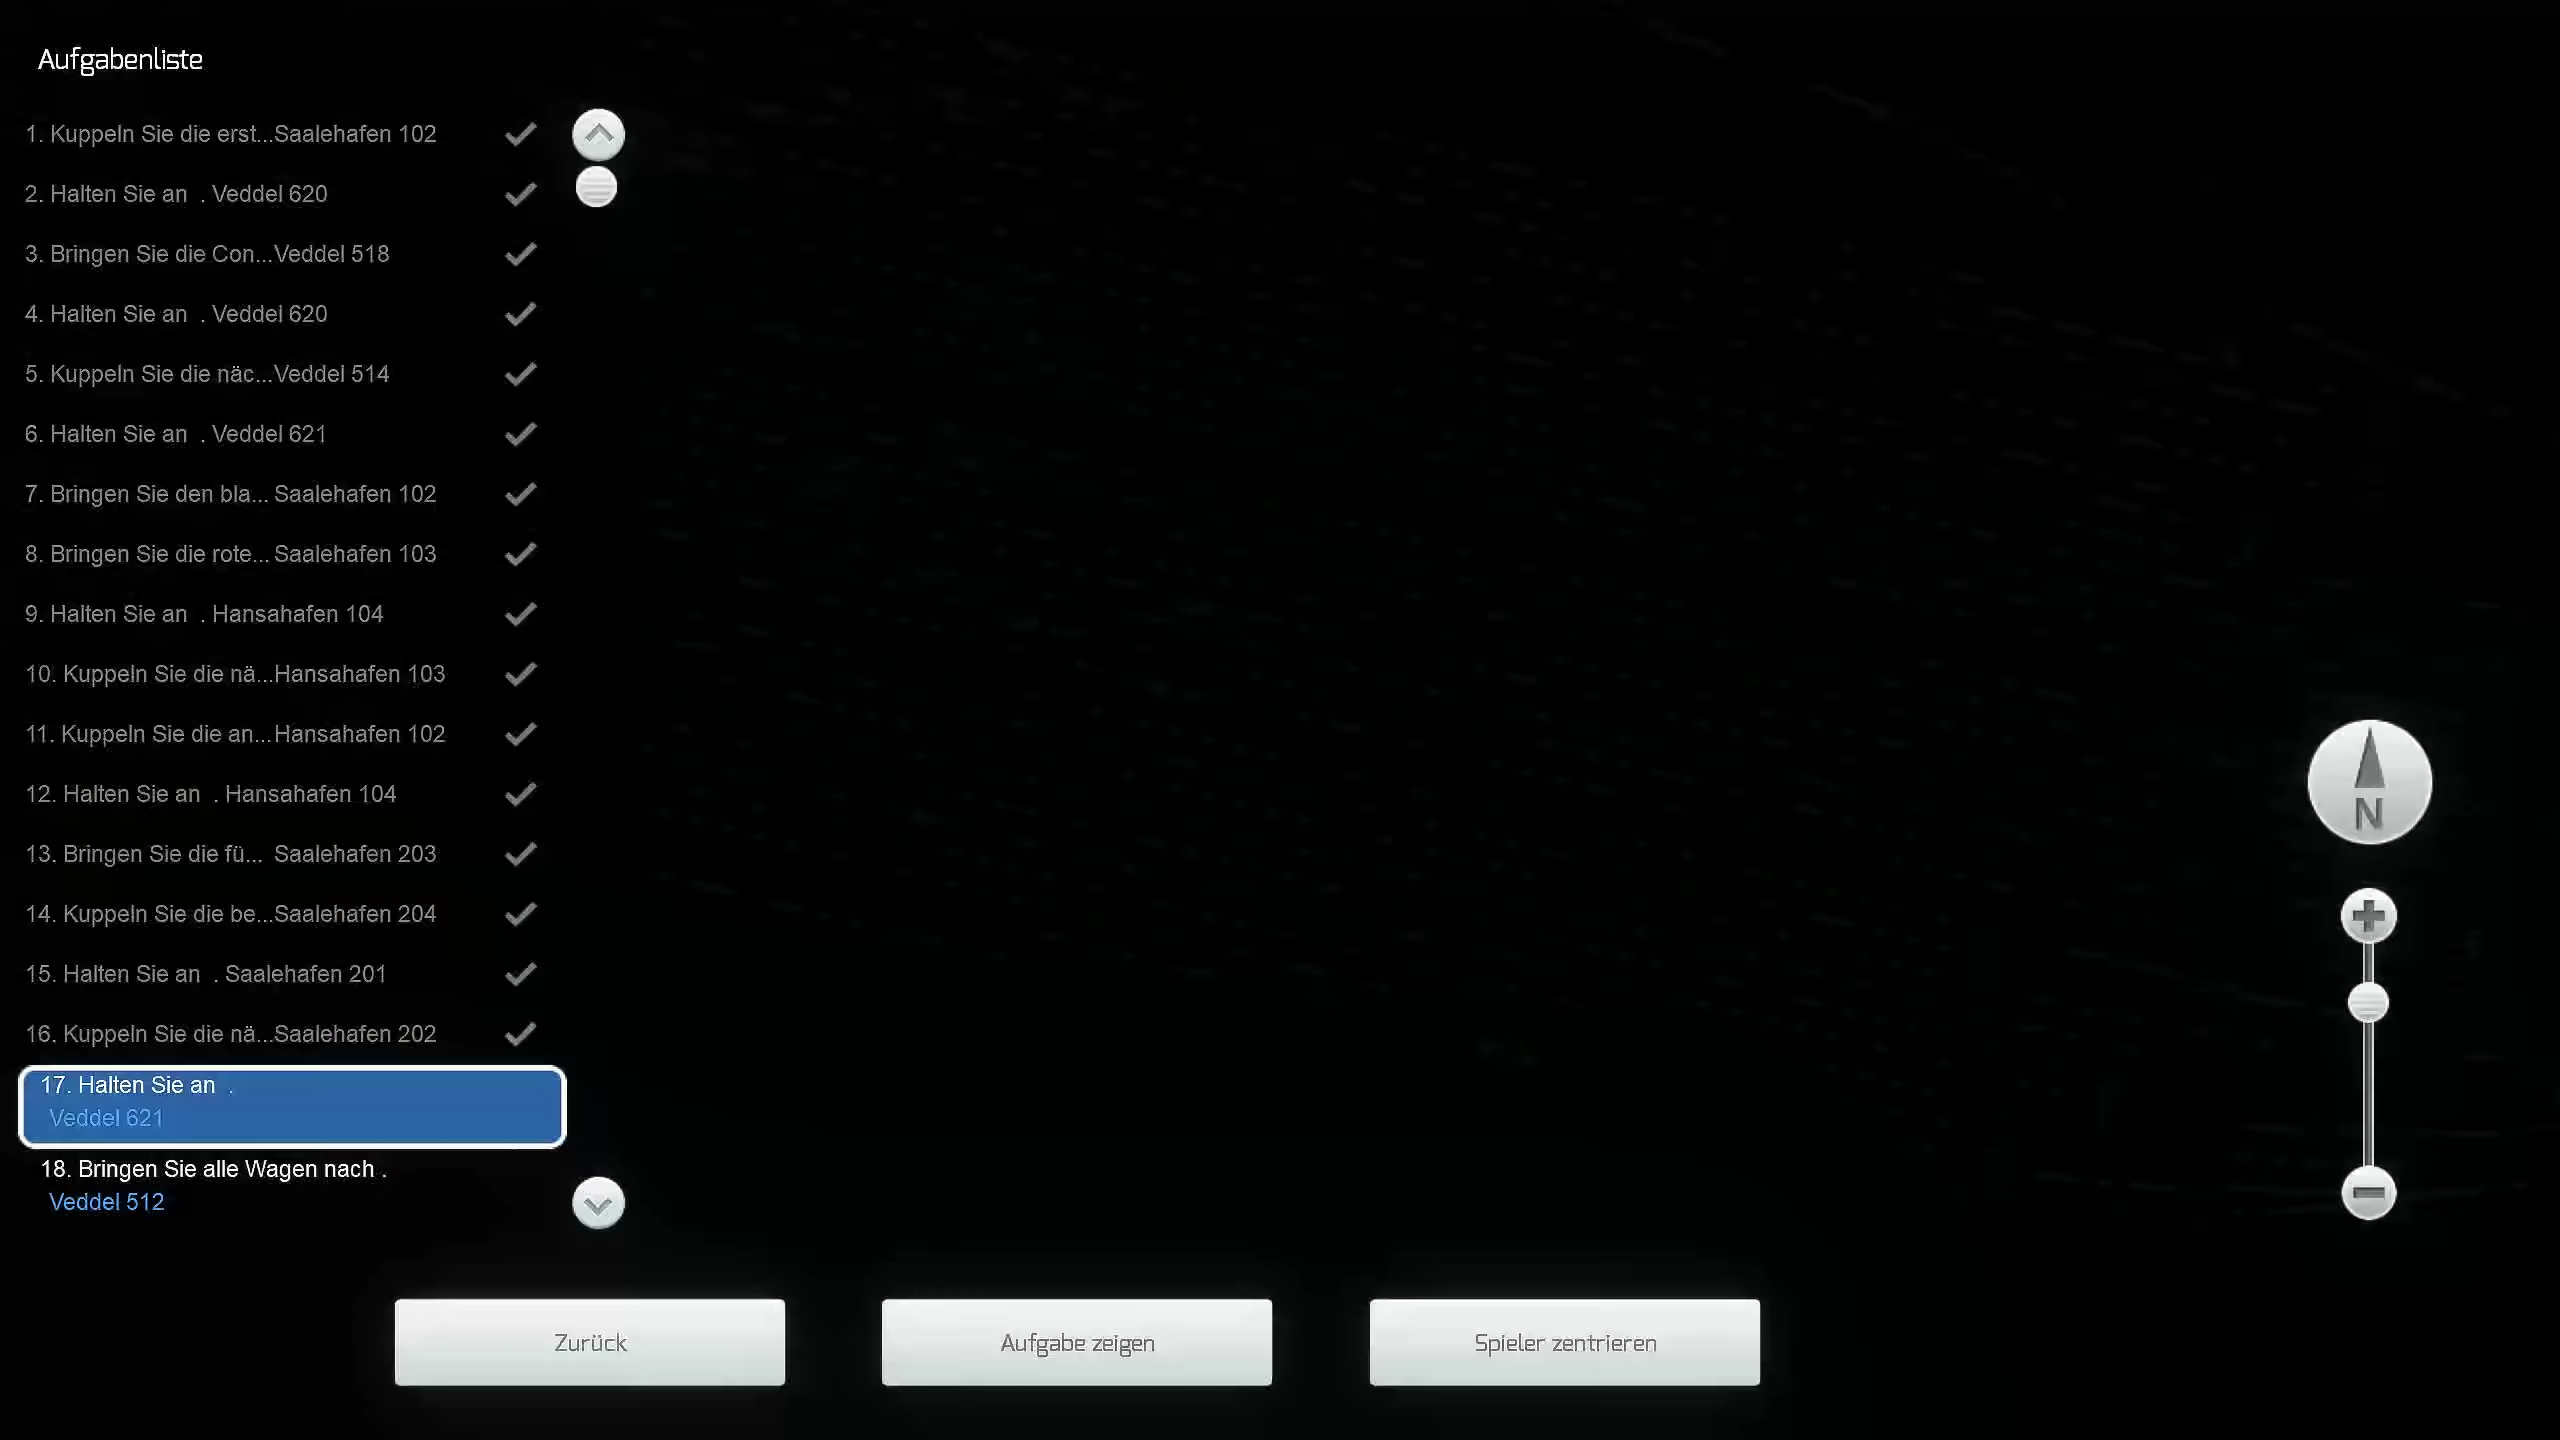 Aufgabenliste
1. Kuppeln Sie die erst...Saalehafen 102
2. Halten Sie an . Veddel 620
3. Bringen Sie die Con...Veddel 518
4. Halten Sie an . Veddel 620
5. Kuppeln Sie die näc...Veddel 514
6. Halten Sie an . Veddel 621
7. Bringen Sie den bla... Saalehafen 102
8. Bringen Sie die rote... Saalehafen 103
9. Halten Sie an . Hansahafen 104
10. Kuppeln Sie die nä...Hansahafen 103
11. Kuppeln Sie die an...Hansahafen 102
12. Halten Sie an . Hansahafen 104
13. Bringen Sie die fü... Saalehafen 203
14. Kuppeln Sie die be...Saalehafen 204
15. Halten Sie an . Saalehafen 201
16. Kuppeln Sie die nä...Saalehafen 202
17. Halten Sie an .
Veddel 621
18. Bringen Sie alle Wagen nach .
Veddel 512
N
Zurück
Aufgabe zeigen
Spieler zentrieren